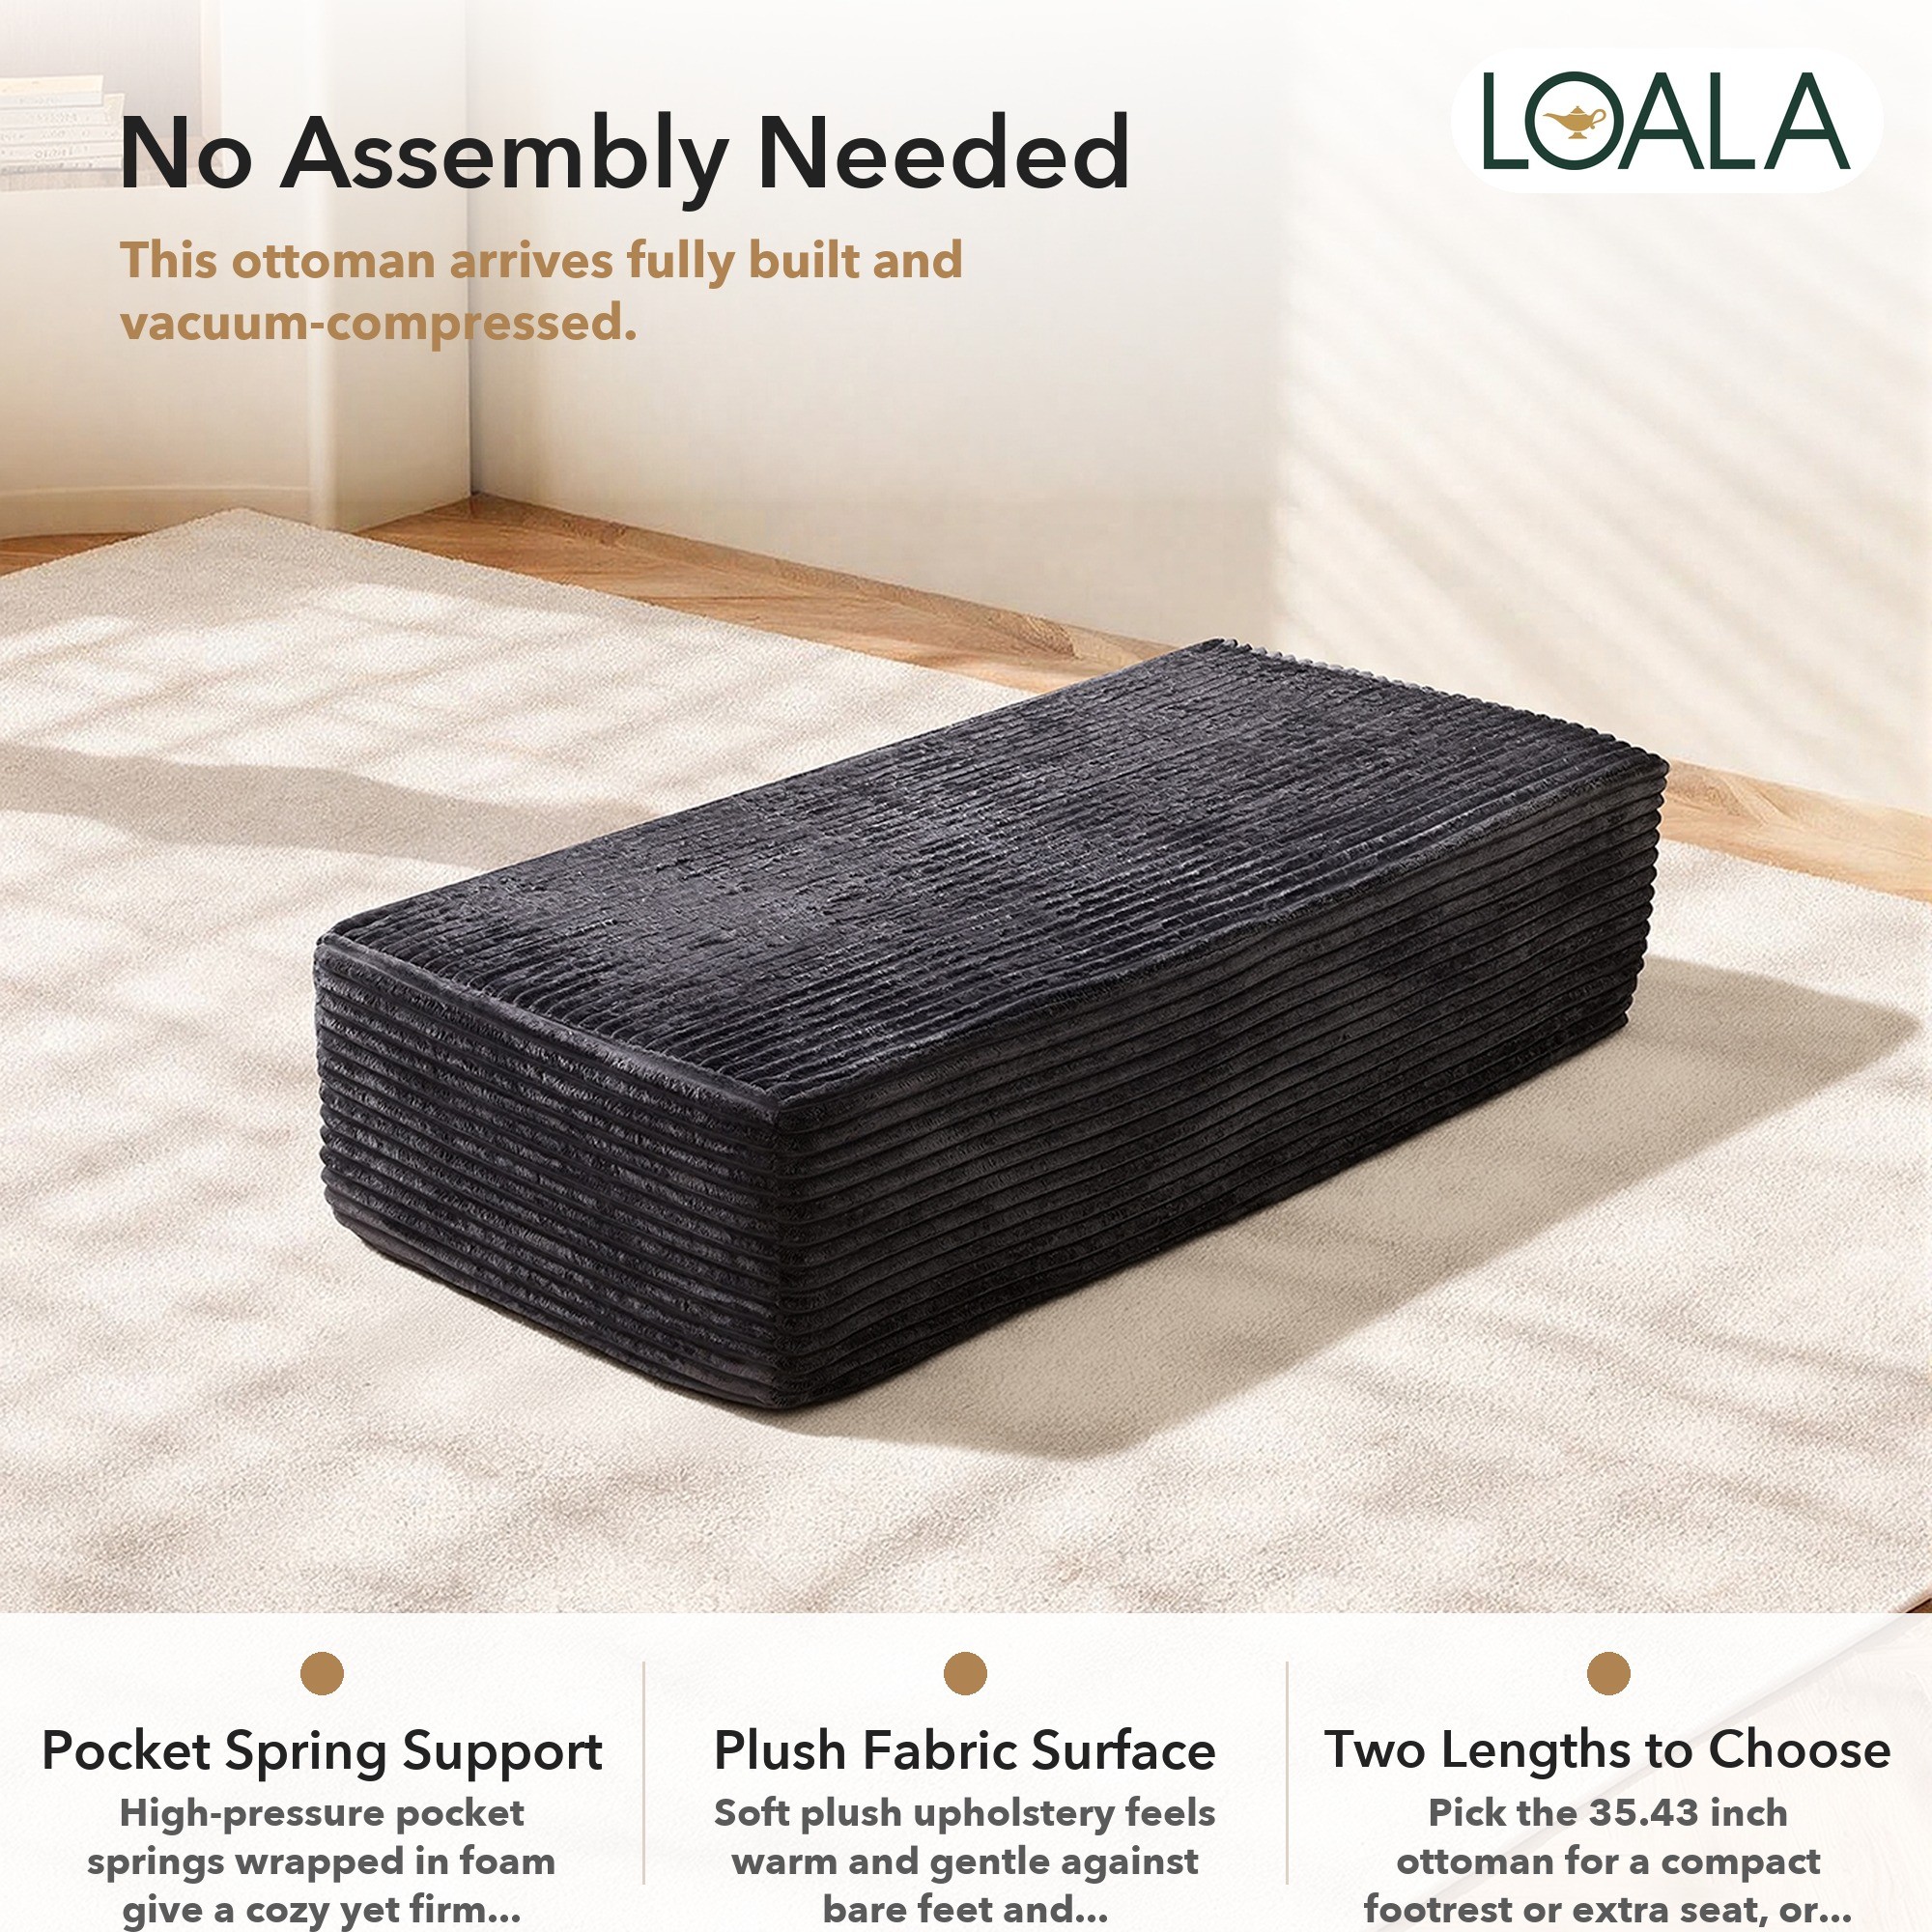 LOALA
No Assembly Needed
This ottoman arrives fully built and
vacuum-compressed.
Pocket Spring Support
High-pressure pocket
springs wrapped in foam
give a cozy yet firm...
Plush Fabric Surface
Soft plush upholstery feels
warm and gentle against
bare feet and...
Two Lengths to Choose
Pick the 35.43 inch
ottoman for a compact
footrest or extra seat, or...